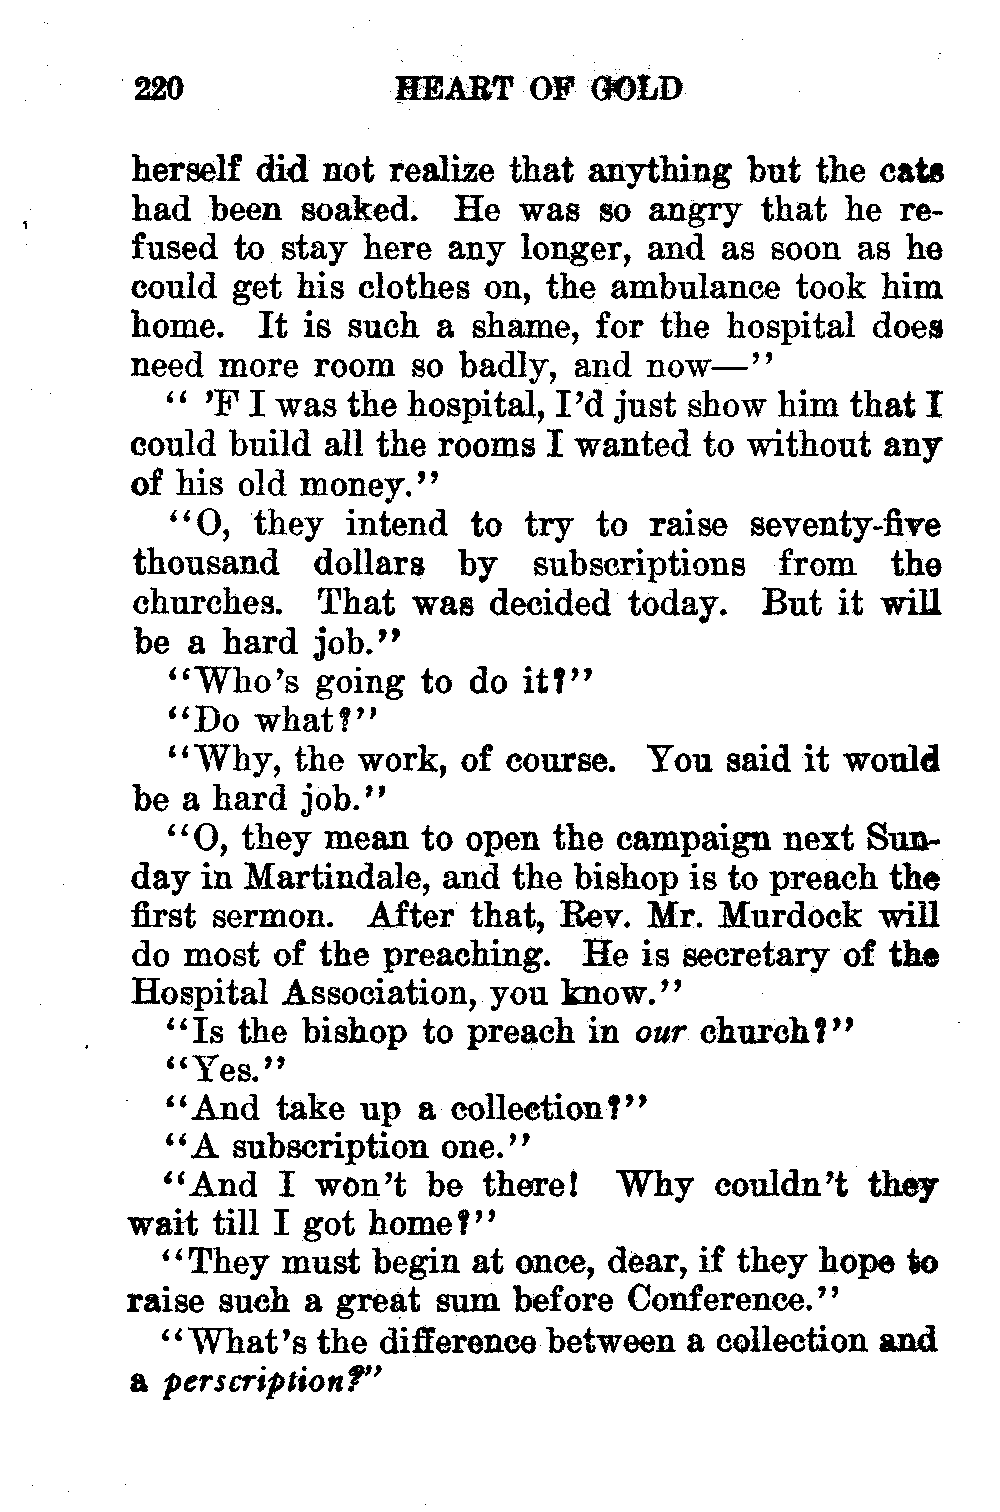 220 HEART OF GOLD
herself did not realize that anything but the cats
had been soaked. He was so angry that he re-
fused to stay here any longer, and as soon as he
could get his clothes on, the ambulance took him
home. It is such a shame, for the hospital does
need more room so badly, and now—''
'' 'F I was the hospital, I'd just show him that I
could build all the rooms I wanted to without any
of his old money.''
''O, they intend to try to raise seventy-five
thousand dollars by subscriptions from the
churches. That was decided today. But it will
be a hard job.''
''Who's going to do it?''
''Do what?''
''Why, the work, of course. You said it would
be a hard job.''
''O, they mean to open the campaign next Sun-
day in Martindale, and the bishop is to preach the
first sermon. After that, Rev. Mr. Murdock will
do most of the preaching. He is secretary of the
Hospital Association, you know.''
''Is the bishop to preach in our church?''
''Yes.''
''And take up a collection?''
''A subscription one.''
''And I won't be there! Why couldn't they
wait till I got home?''
''They must begin at once, dear, if they hope to
raise such a great sum before Conference.''
''What's the difference between a collection and
a perscription?''